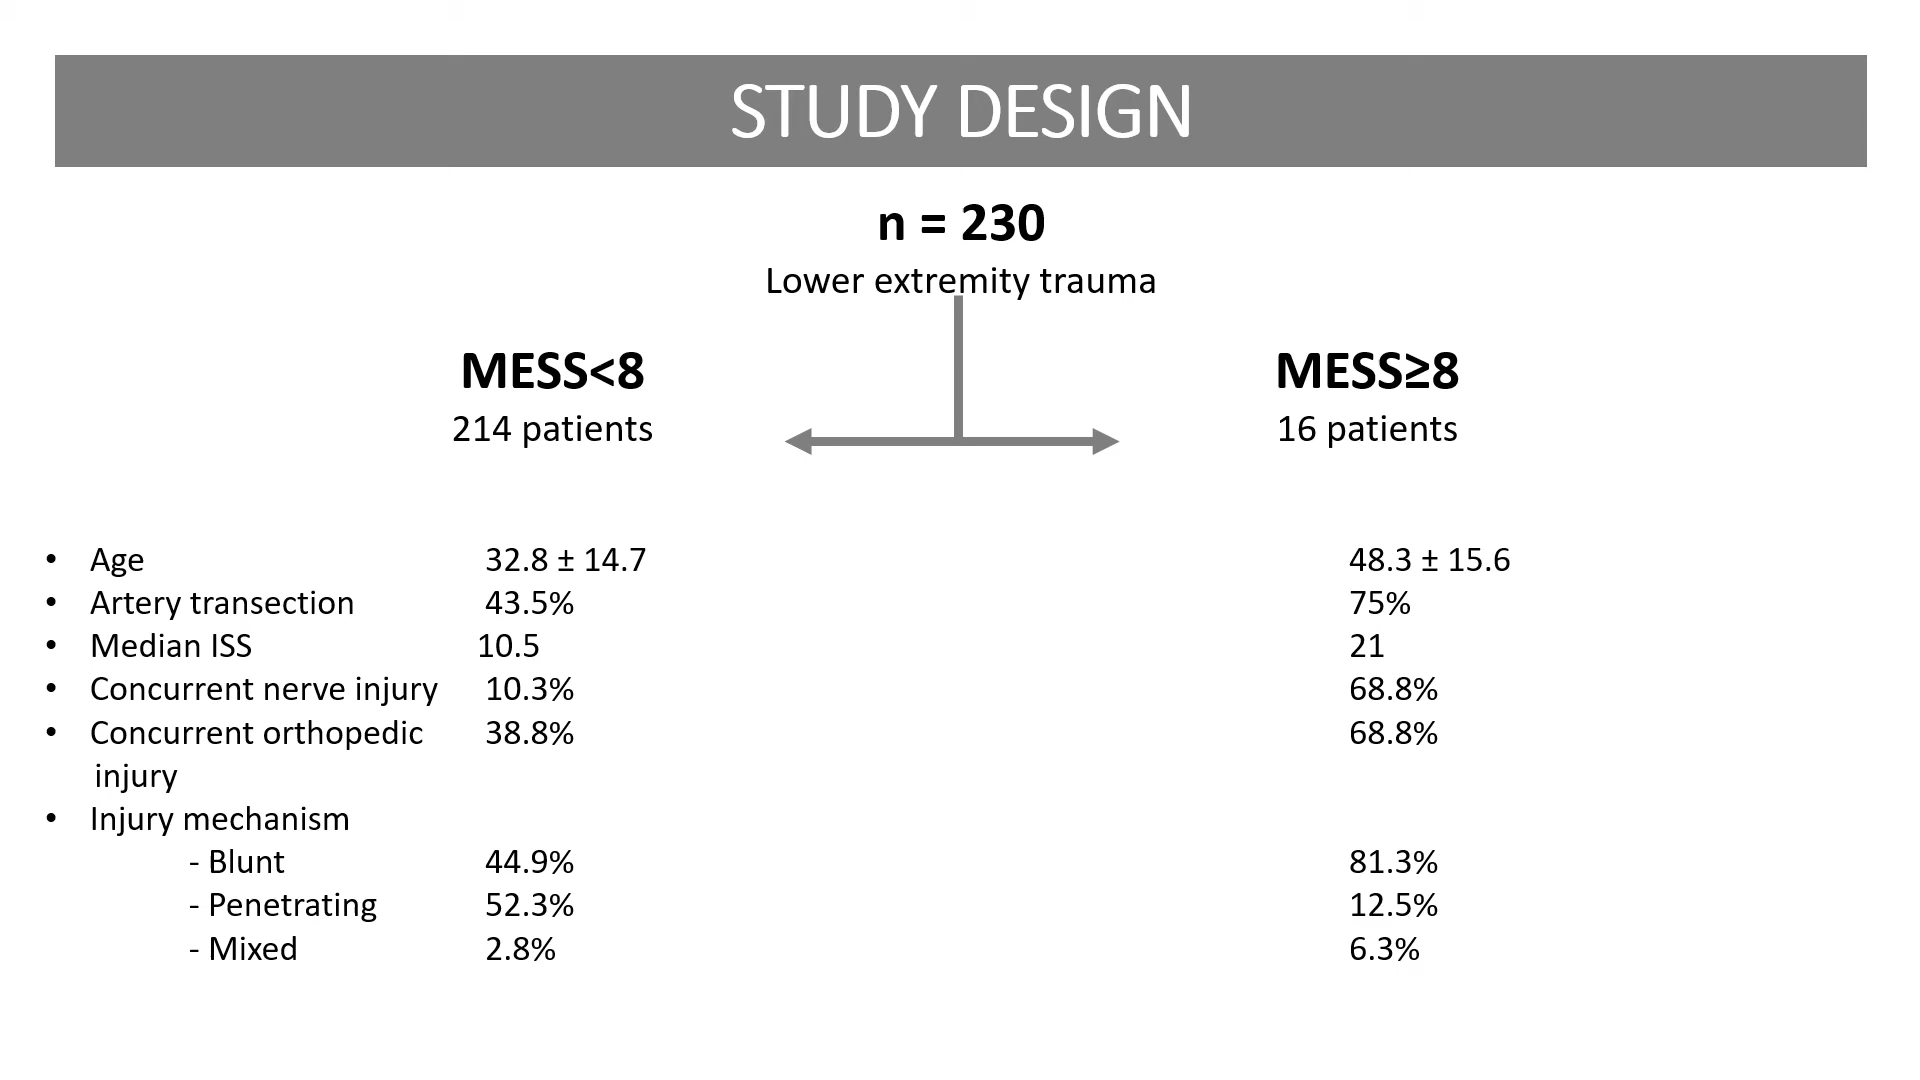 STUDY DESIGN
n = 230
Lower extremity trauma
MESS<8
214 patients
MESS≥8
16 patients
• Age 32.8 ± 14.7 48.3 ± 15.6
• Artery transection 43.5% 75%
• Median ISS 10.5 21
• Concurrent nerve injury 10.3% 68.8%
• Concurrent orthopedic 38.8% 68.8%
injury
• Injury mechanism
- Blunt 44.9% 81.3%
- Penetrating 52.3% 12.5%
- Mixed 2.8% 6.3%